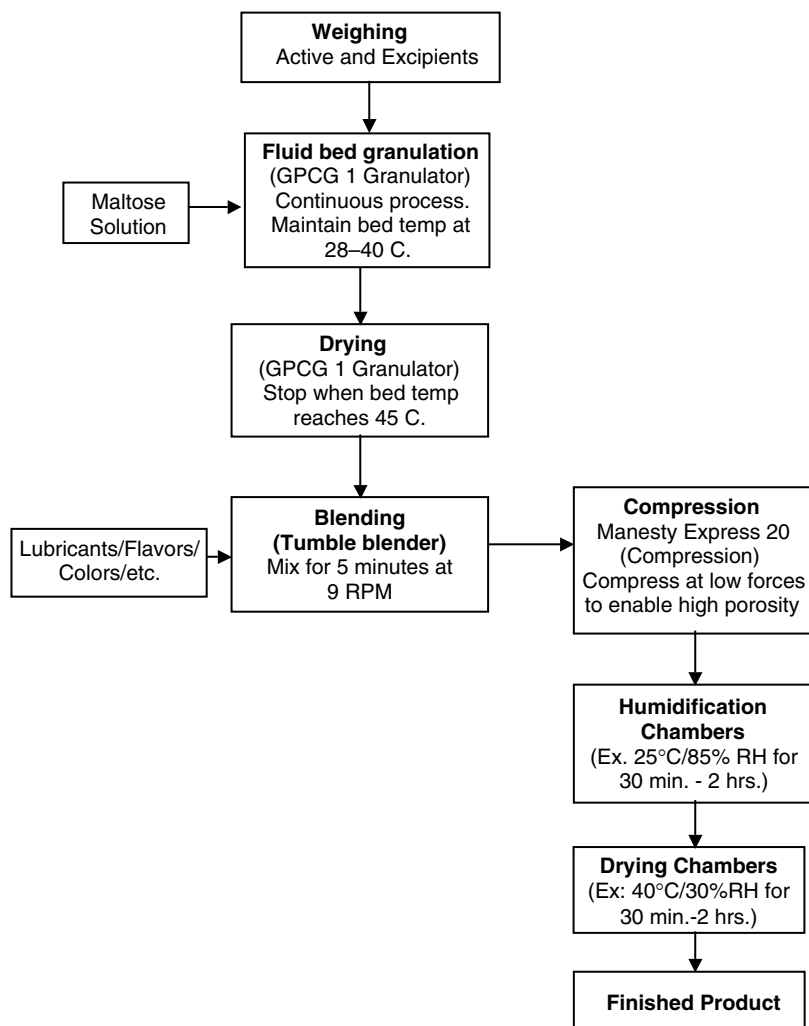 Weighing
Active and Excipients
Fluid bed granulation
(GPCG 1 Granulator)
Continuous process.
Maintain bed temp at
28–40 C.
Maltose
Solution
Drying
(GPCG 1 Granulator)
Stop when bed temp
reaches 45 C.
Blending
(Tumble blender)
Mix for 5 minutes at
9 RPM
Lubricants/Flavors/
Colors/etc.
Compression
Manesty Express 20
(Compression)
Compress at low forces
to enable high porosity
Humidification
Chambers
(Ex. 25°C/85% RH for
30 min. - 2 hrs.)
Drying Chambers
(Ex: 40°C/30%RH for
30 min.-2 hrs.)
Finished Product